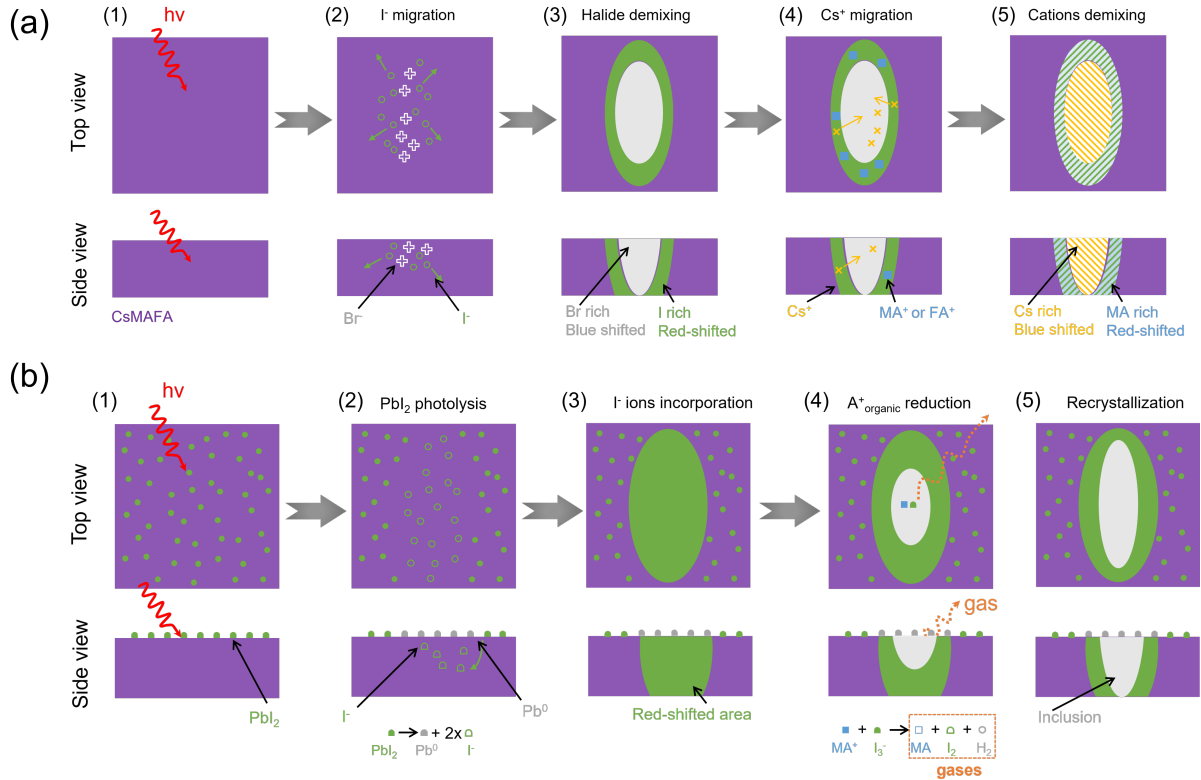 (a)
(1)
hν
(2)
I⁻ migration
(3)
Halide demixing
(4)
Cs⁺ migration
(5)
Cations demixing
Top view
Side view
CsMAFA
Br⁻
I⁻
Br rich
Blue shifted
I rich
Red-shifted
Cs⁺
MA⁺ or FA⁺
Cs rich
Blue shifted
MA rich
Red-shifted
(b)
(1)
hν
(2)
PbI₂ photolysis
(3)
I⁻ ions incorporation
(4)
A⁺organic reduction
(5)
Recrystallization
Top view
Side view
gas
PbI₂
I⁻
Pb⁰
Red-shifted area
Inclusion
+ 2x
PbI₂ Pb⁰ I⁻
+ + +
MA⁺ I₃⁻ MA I₂ H₂
gases